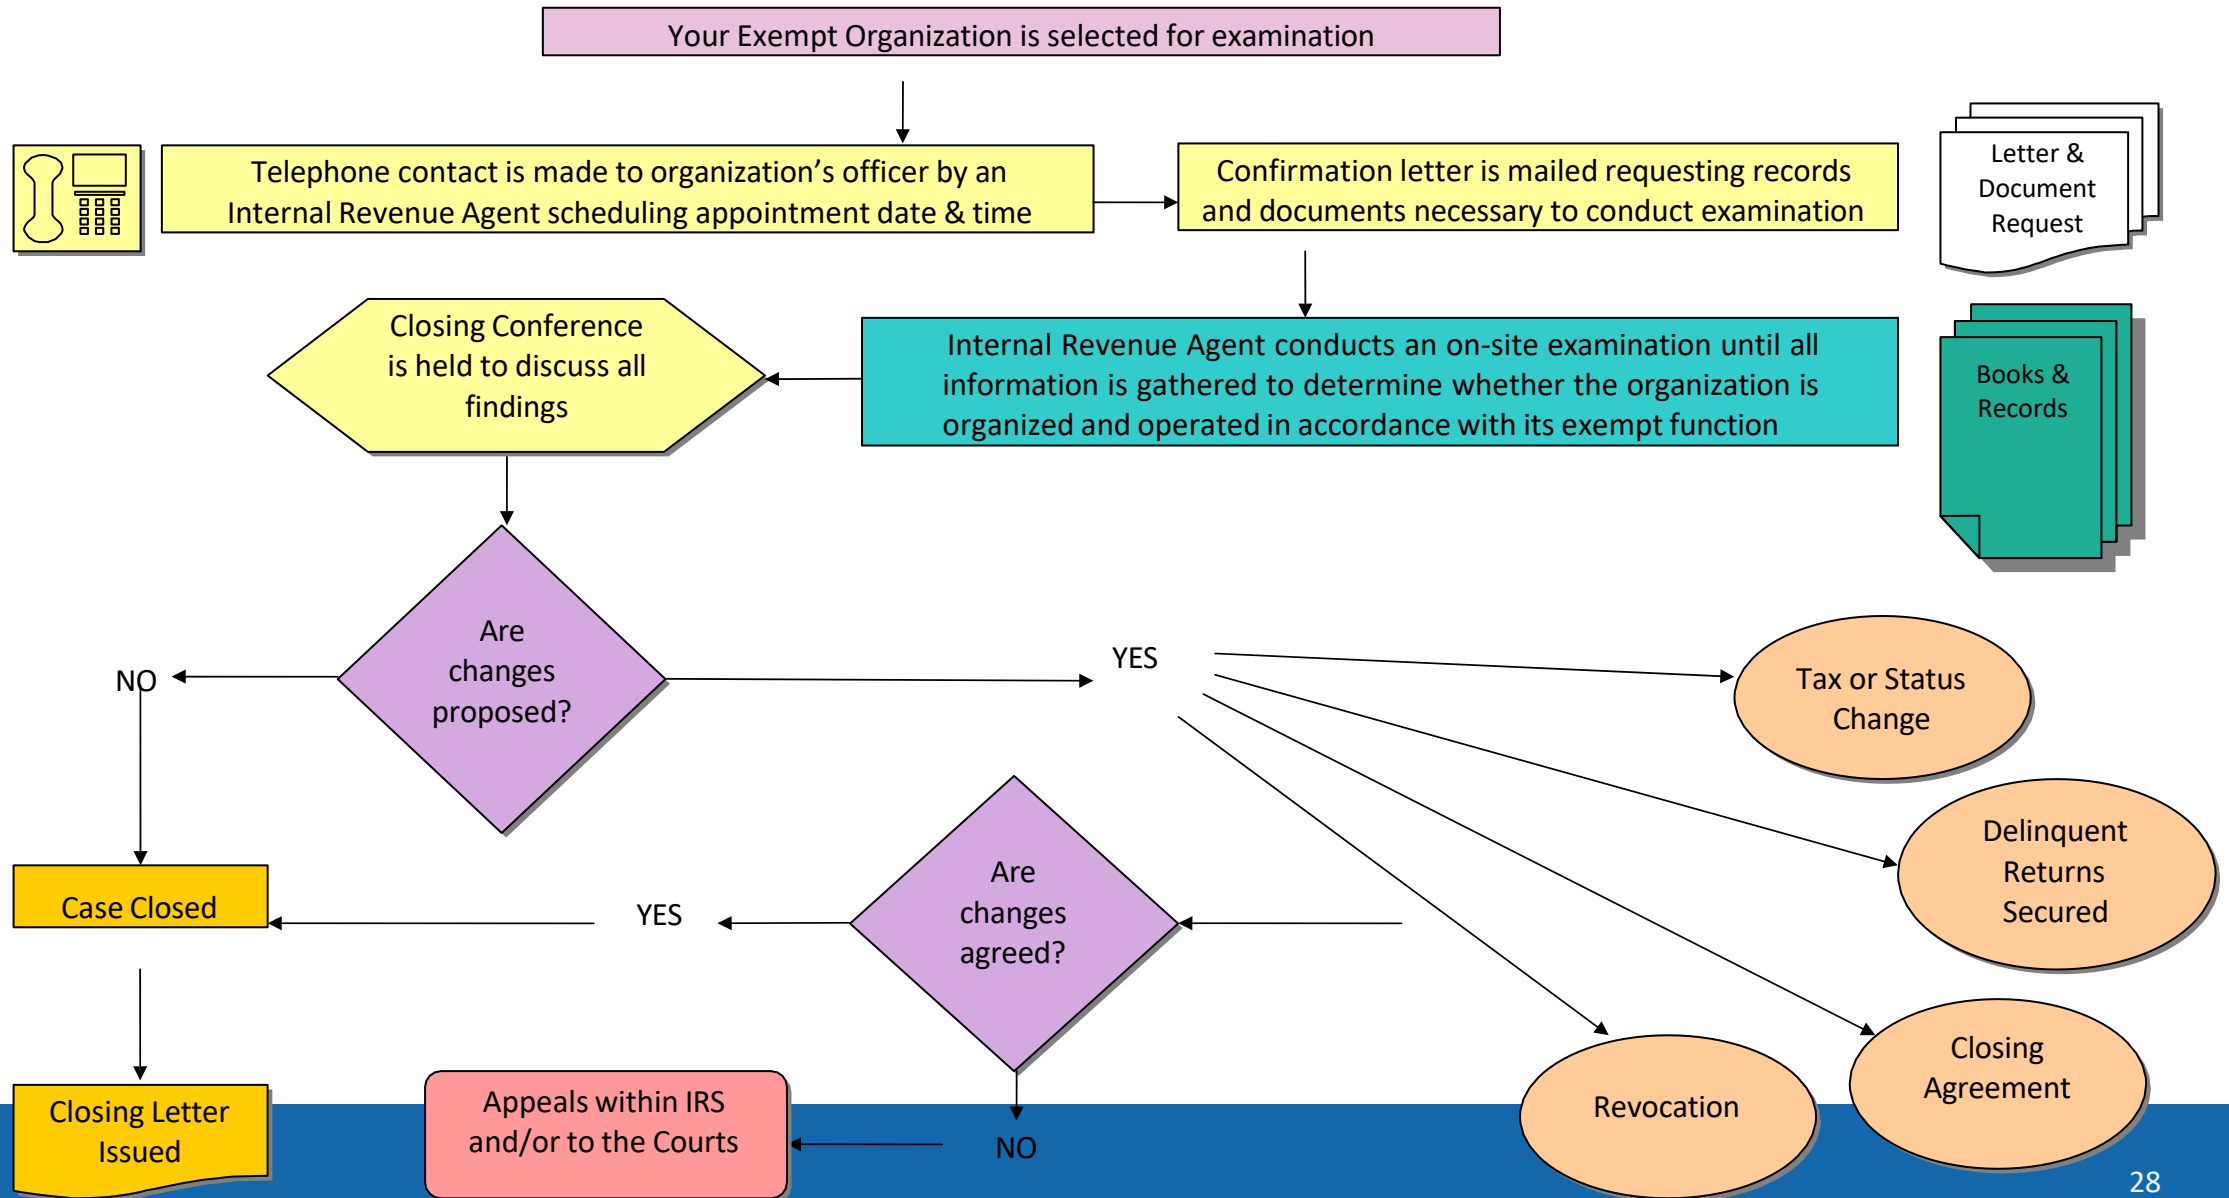 Your Exempt Organization is selected for examination
Telephone contact is made to organization’s officer by an
Internal Revenue Agent scheduling appointment date & time
Confirmation letter is mailed requesting records
and documents necessary to conduct examination
Letter &
Document
Request
Closing Conference
is held to discuss all
findings
Internal Revenue Agent conducts an on-site examination until all
information is gathered to determine whether the organization is
organized and operated in accordance with its exempt function
Books &
Records
Are
changes
proposed?
NO
YES
Tax or Status
Change
Delinquent
Returns
Secured
Closing
Agreement
Revocation
Are
changes
agreed?
YES
Case Closed
Closing Letter
Issued
NO
Appeals within IRS
and/or to the Courts
28